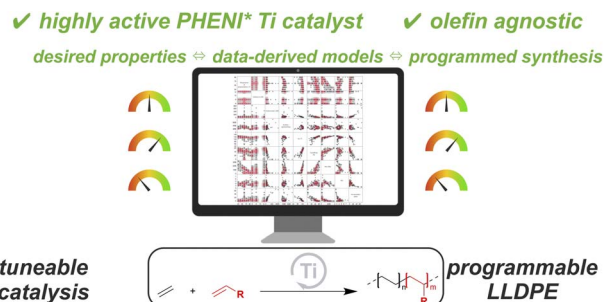 ✔ highly active PHENI* Ti catalyst ✔ olefin agnostic
desired properties ⇔ data-derived models ⇔ programmed synthesis
tuneable catalysis
+ R
Ti
n m
R
programmable LLDPE